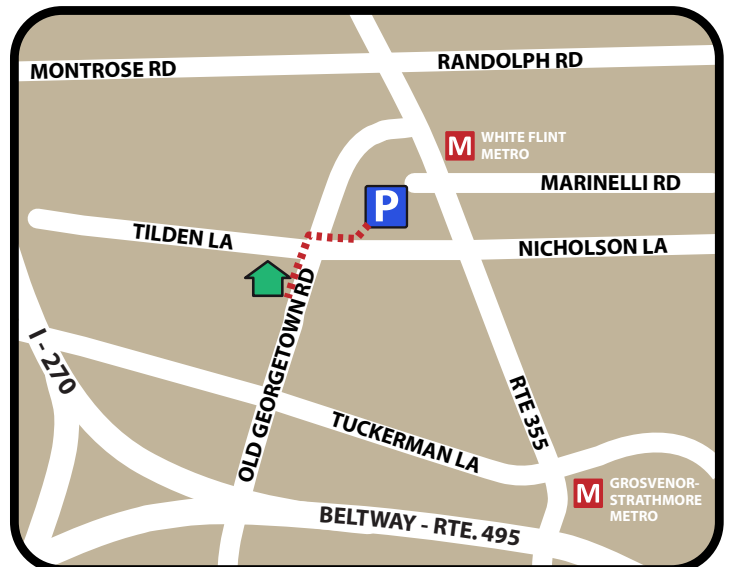 MONTROSE RD
RANDOLPH RD
M
WHITE FLINT
METRO
P
MARINELLI RD
TILDEN LA
NICHOLSON LA
OLD GEORGETOWN RD
I - 270
RTE 355
TUCKERMAN LA
M
GROSVENOR-
STRATHMORE
METRO
BELTWAY - RTE. 495